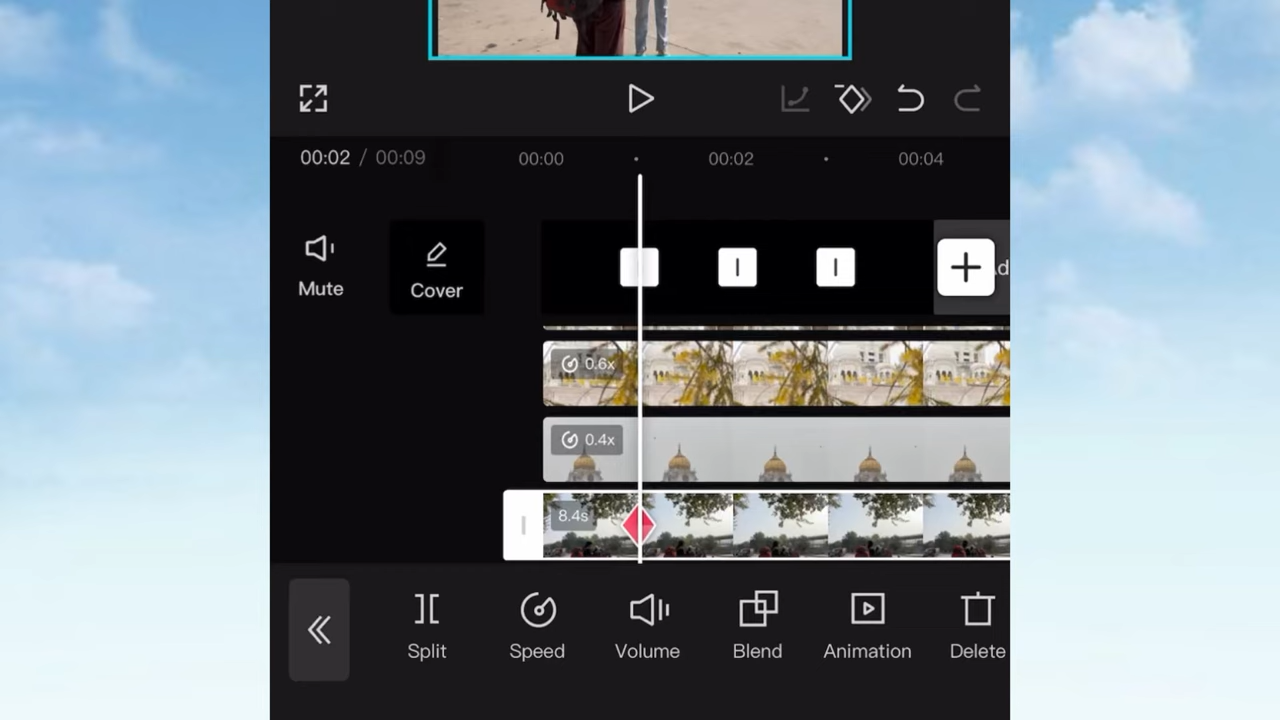 00:02 / 00:09 00:00 00:02 00:04
Mute
Cover
0.6x
0.4x
8.4s
Split Speed Volume Blend Animation Delete